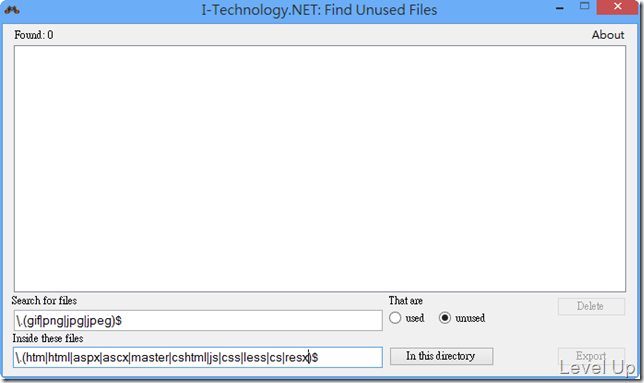 I-Technology.NET: Find Unused Files
Found: 0
About
Search for files
\.(gif|png|jpg|jpeg)$
That are
used
unused
Delete
Inside these files
\.(htm|html|aspx|ascx|master|cshtml|js|css|less|cs|resx)$
In this directory
Export
Level Up